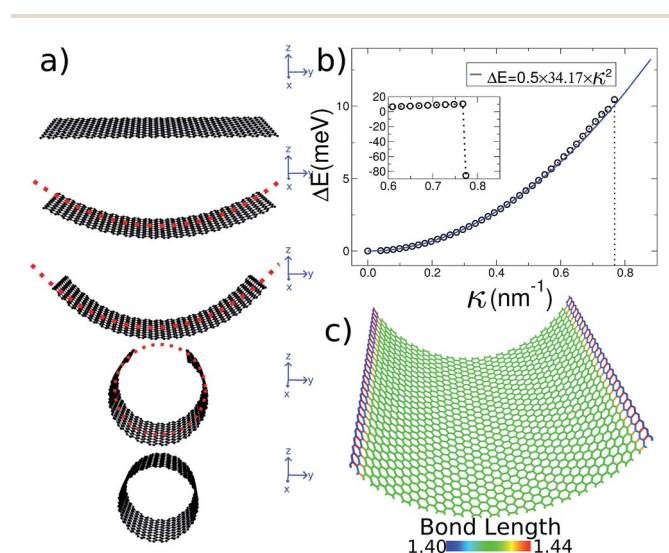 a)
z
y
x
z
y
x
z
y
x
z
y
x
z
y
x
b)
ΔE=0.5×34.17×κ²
ΔE(meV)
10
5
0
20
0
-20
-40
-60
-80
0.6 0.7 0.8
0.0 0.2 0.4 0.6 0.8
κ(nm⁻¹)
c)
Bond Length
1.40 1.44